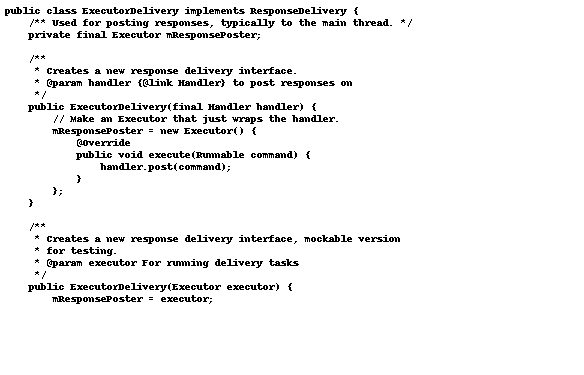 public class ExecutorDelivery implements ResponseDelivery {
    /** Used for posting responses, typically to the main thread. */
    private final Executor mResponsePoster;

    /**
     * Creates a new response delivery interface.
     * @param handler {@link Handler} to post responses on
     */
    public ExecutorDelivery(final Handler handler) {
        // Make an Executor that just wraps the handler.
        mResponsePoster = new Executor() {
            @Override
            public void execute(Runnable command) {
                handler.post(command);
            }
        };
    }

    /**
     * Creates a new response delivery interface, mockable version
     * for testing.
     * @param executor For running delivery tasks
     */
    public ExecutorDelivery(Executor executor) {
        mResponsePoster = executor;